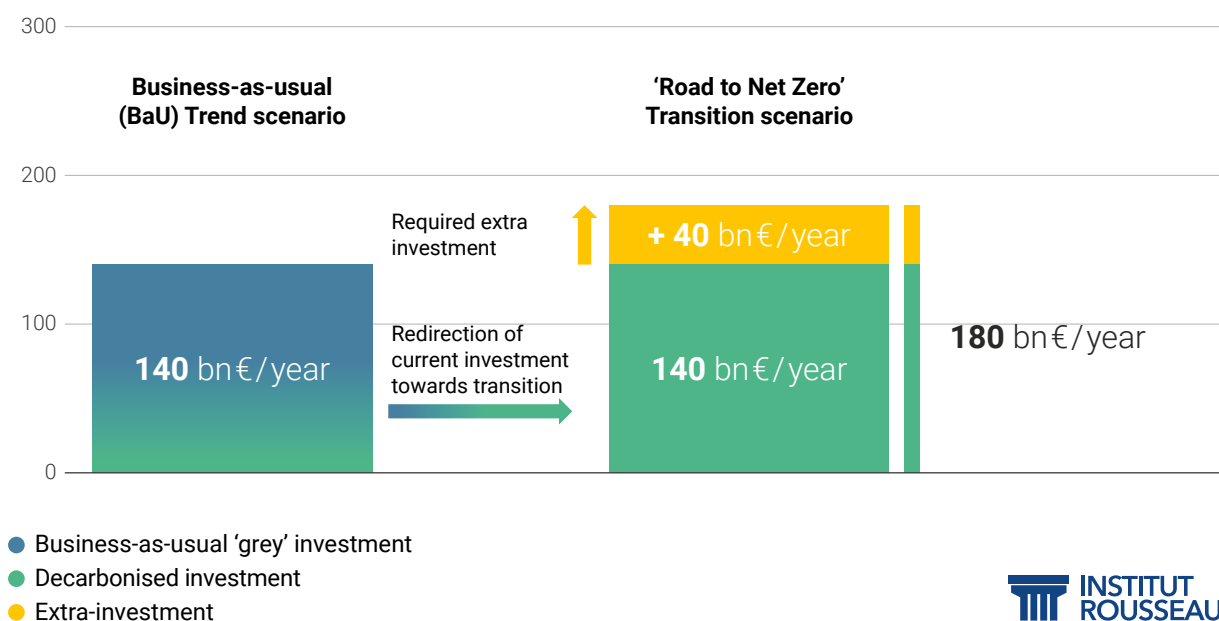 300
Business-as-usual
(BaU) Trend scenario
‘Road to Net Zero’
Transition scenario
200
Required extra
investment
+ 40 bn€/year
100
140 bn€/year
Redirection of
current investment
towards transition
140 bn€/year
180 bn€/year
0
Business-as-usual ‘grey’ investment
Decarbonised investment
Extra-investment
INSTITUT
ROUSSEAU